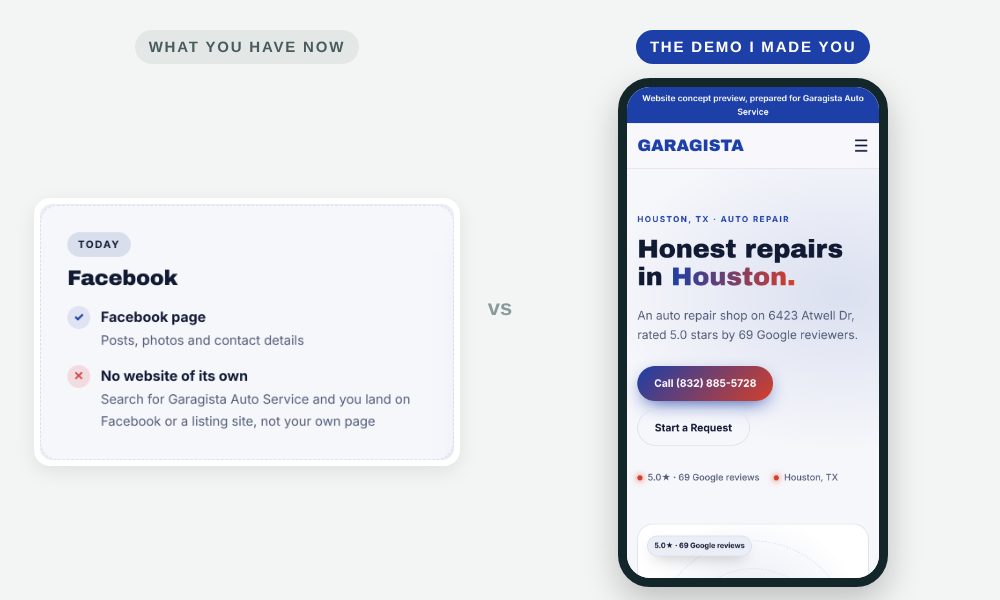 WHAT YOU HAVE NOW
TODAY
Facebook
Facebook page
Posts, photos and contact details
No website of its own
Search for Garagista Auto Service and you land on
Facebook or a listing site, not your own page
vs
THE DEMO I MADE YOU
Website concept preview, prepared for Garagista Auto
Service
GARAGISTA
HOUSTON, TX · AUTO REPAIR
Honest repairs
in Houston.
An auto repair shop on 6423 Atwell Dr,
rated 5.0 stars by 69 Google reviewers.
Call (832) 885-5728
Start a Request
5.0★ · 69 Google reviews Houston, TX
5.0★ · 69 Google reviews